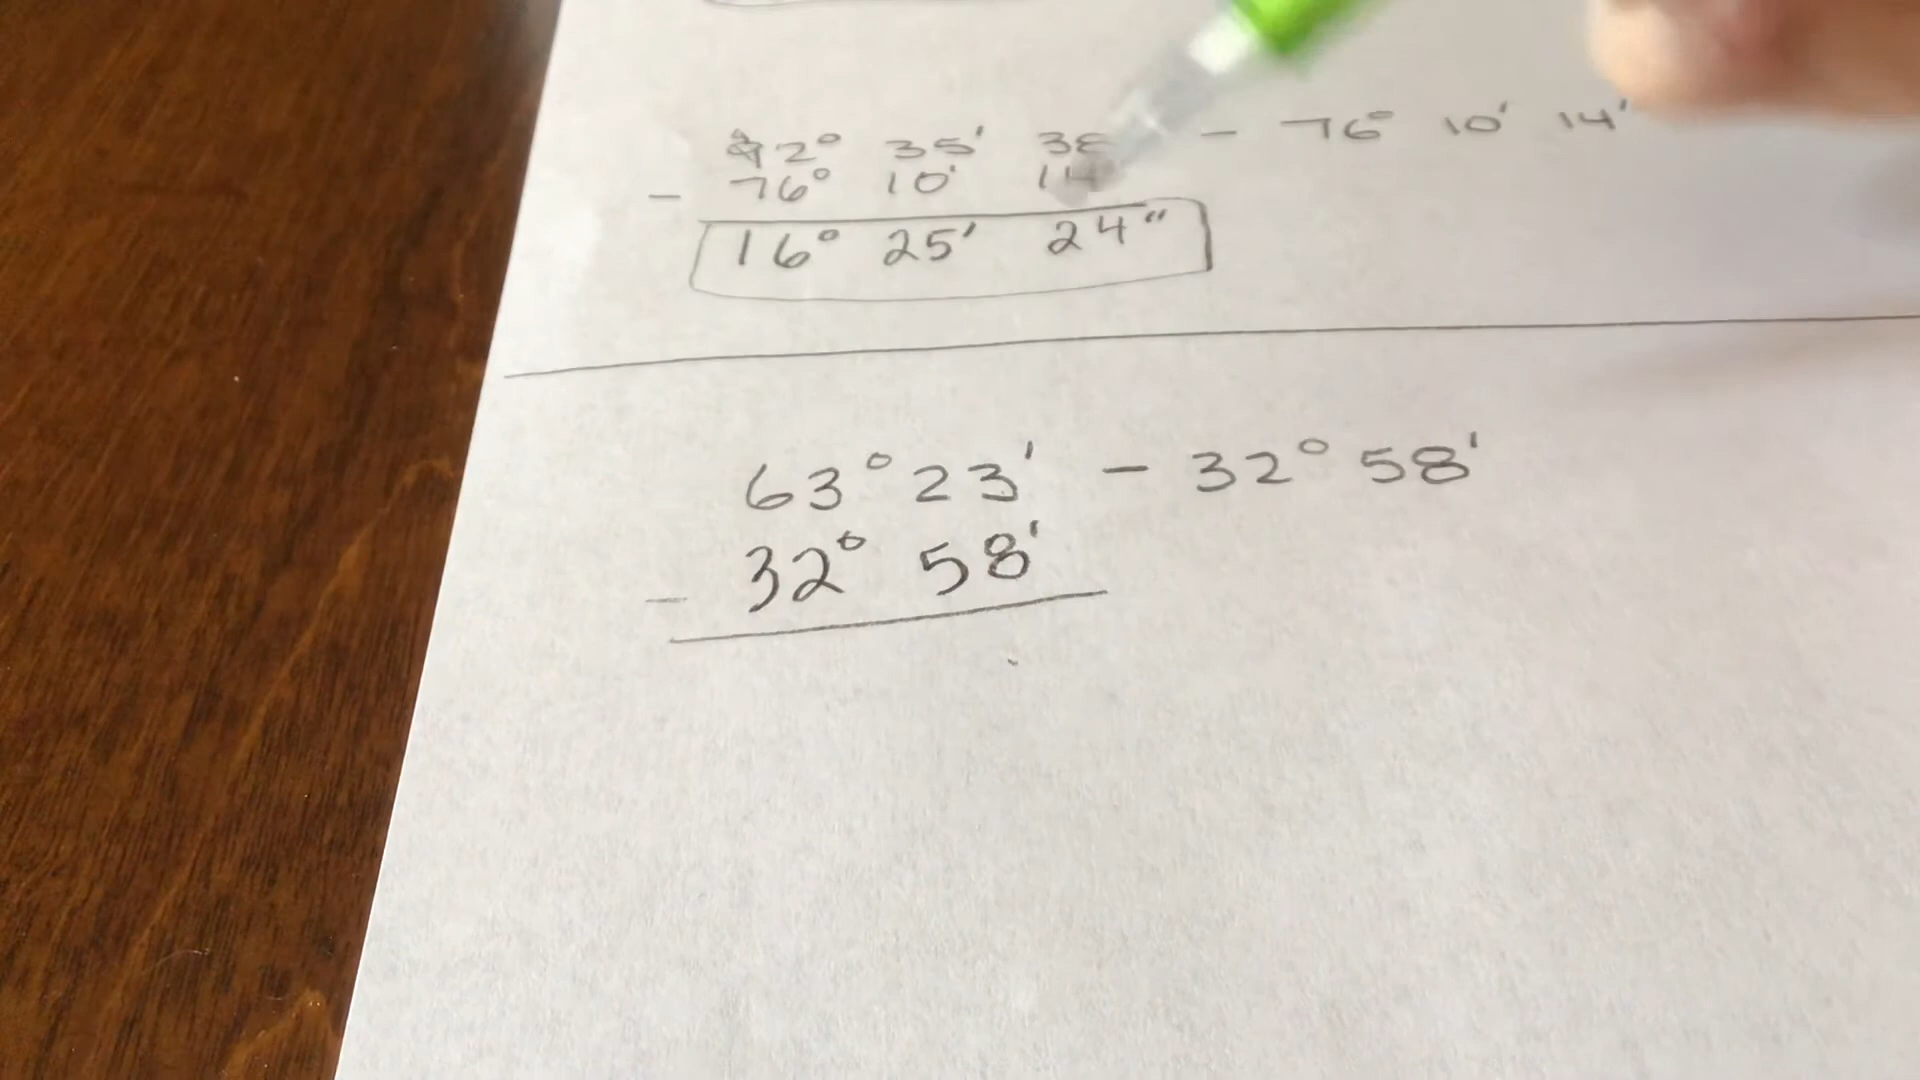 92° 35' 38 - 76° 10' 14'
- 76° 10' 14
16° 25' 24"
63° 23' - 32° 58'
- 32° 58'